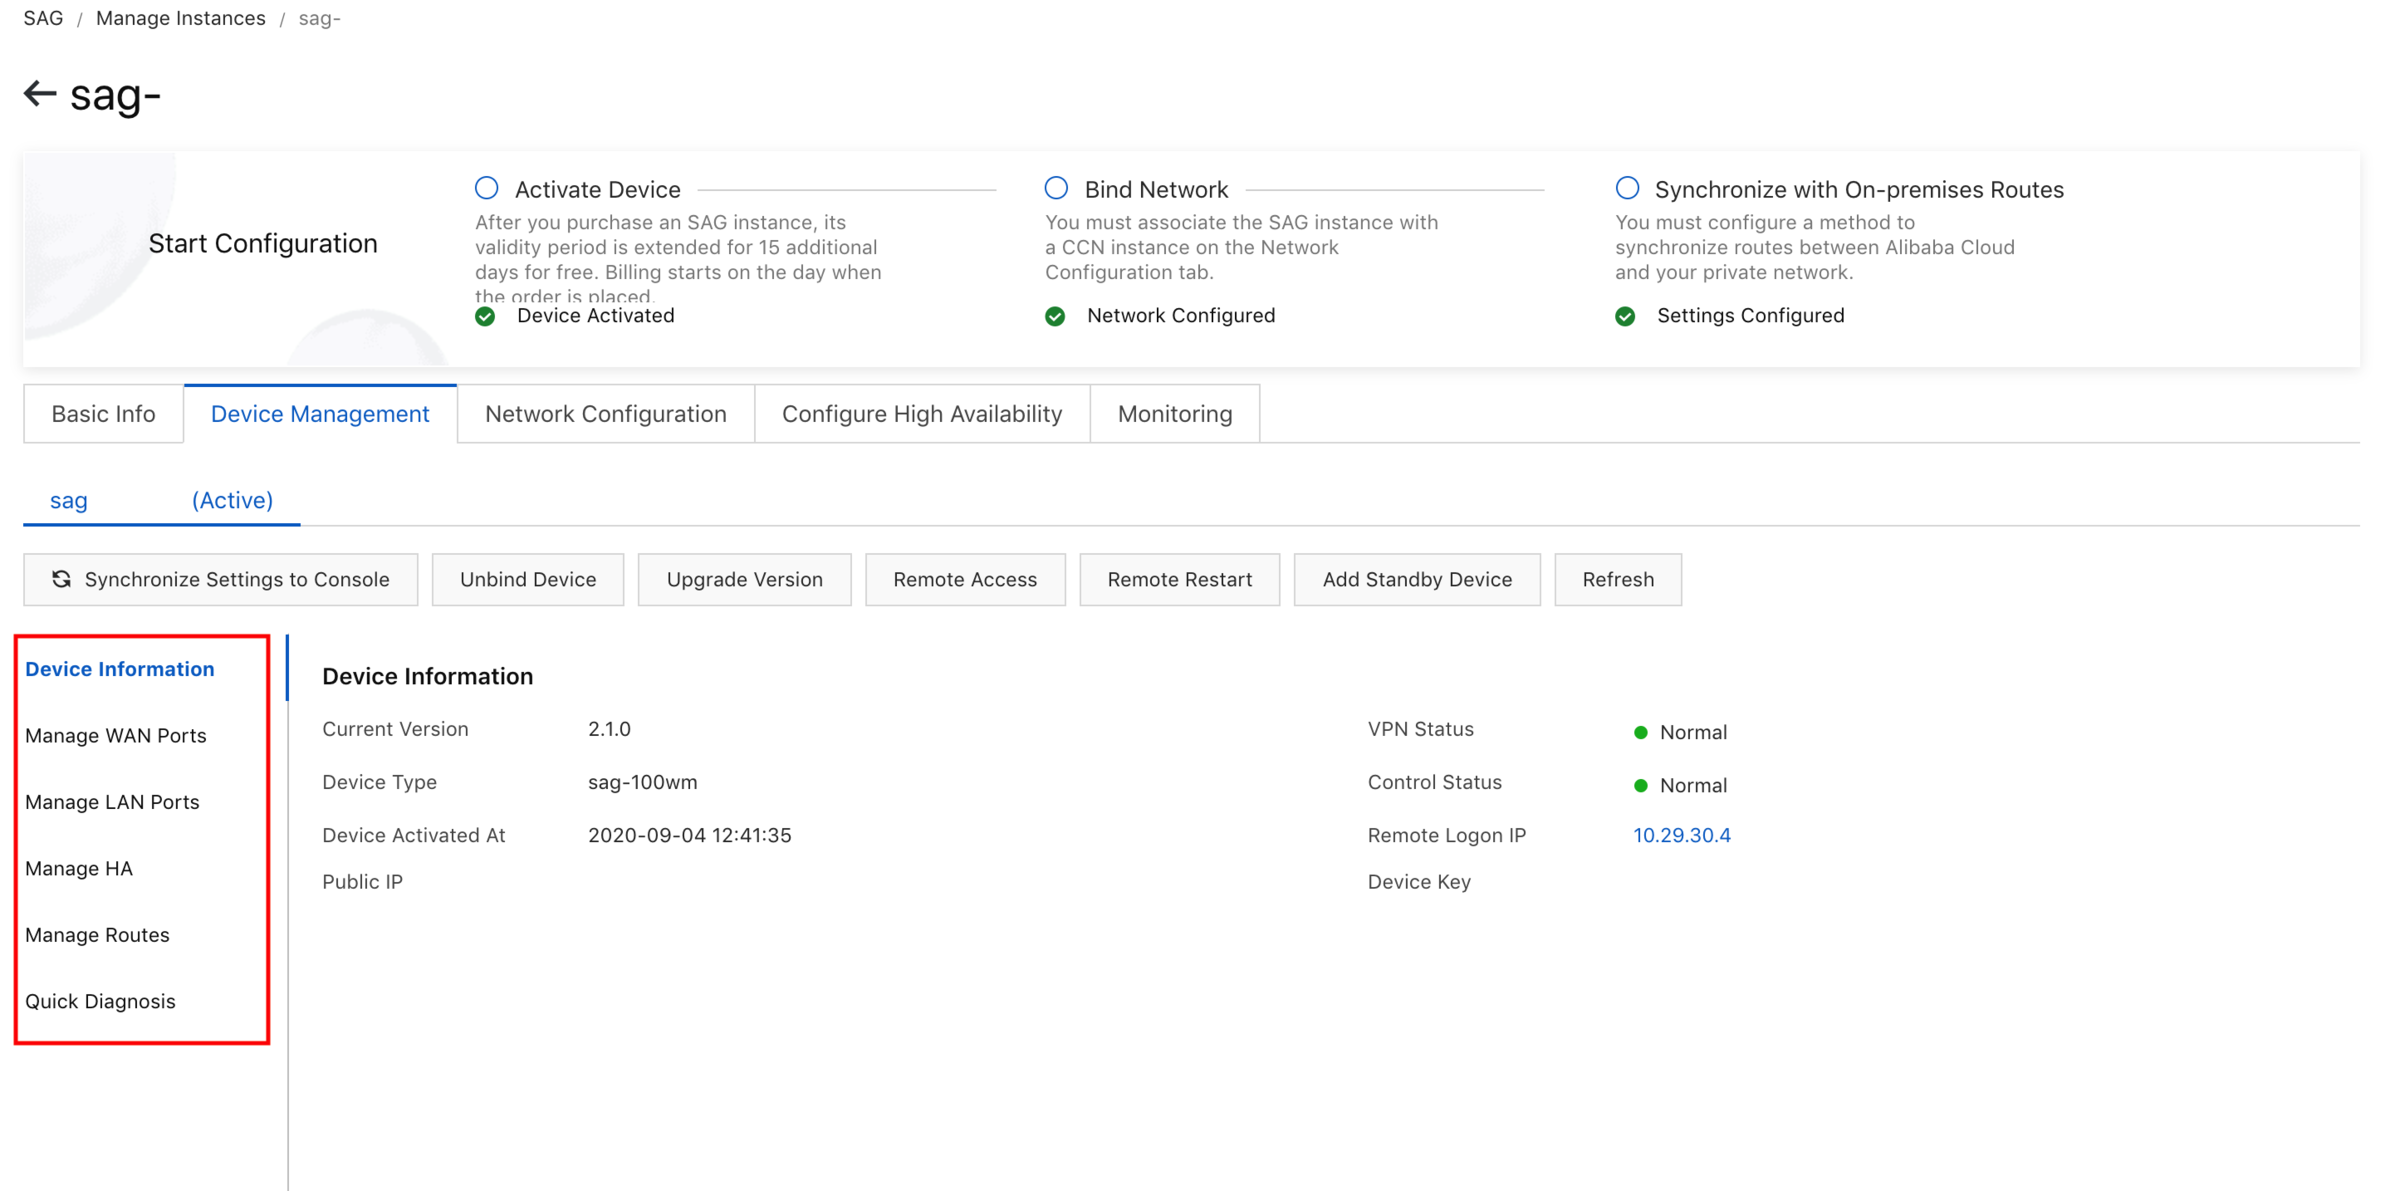 SAG / Manage Instances / sag-
← sag-
Start Configuration
Activate Device
After you purchase an SAG instance, its
validity period is extended for 15 additional
days for free. Billing starts on the day when
the order is placed.
Device Activated
Bind Network
You must associate the SAG instance with
a CCN instance on the Network
Configuration tab.
Network Configured
Synchronize with On-premises Routes
You must configure a method to
synchronize routes between Alibaba Cloud
and your private network.
Settings Configured
Basic Info Device Management Network Configuration Configure High Availability Monitoring
sag (Active)
Synchronize Settings to Console Unbind Device Upgrade Version Remote Access Remote Restart Add Standby Device Refresh
Device Information
Manage WAN Ports
Manage LAN Ports
Manage HA
Manage Routes
Quick Diagnosis
Device Information
Current Version 2.1.0 VPN Status Normal
Device Type sag-100wm Control Status Normal
Device Activated At 2020-09-04 12:41:35 Remote Logon IP 10.29.30.4
Public IP Device Key